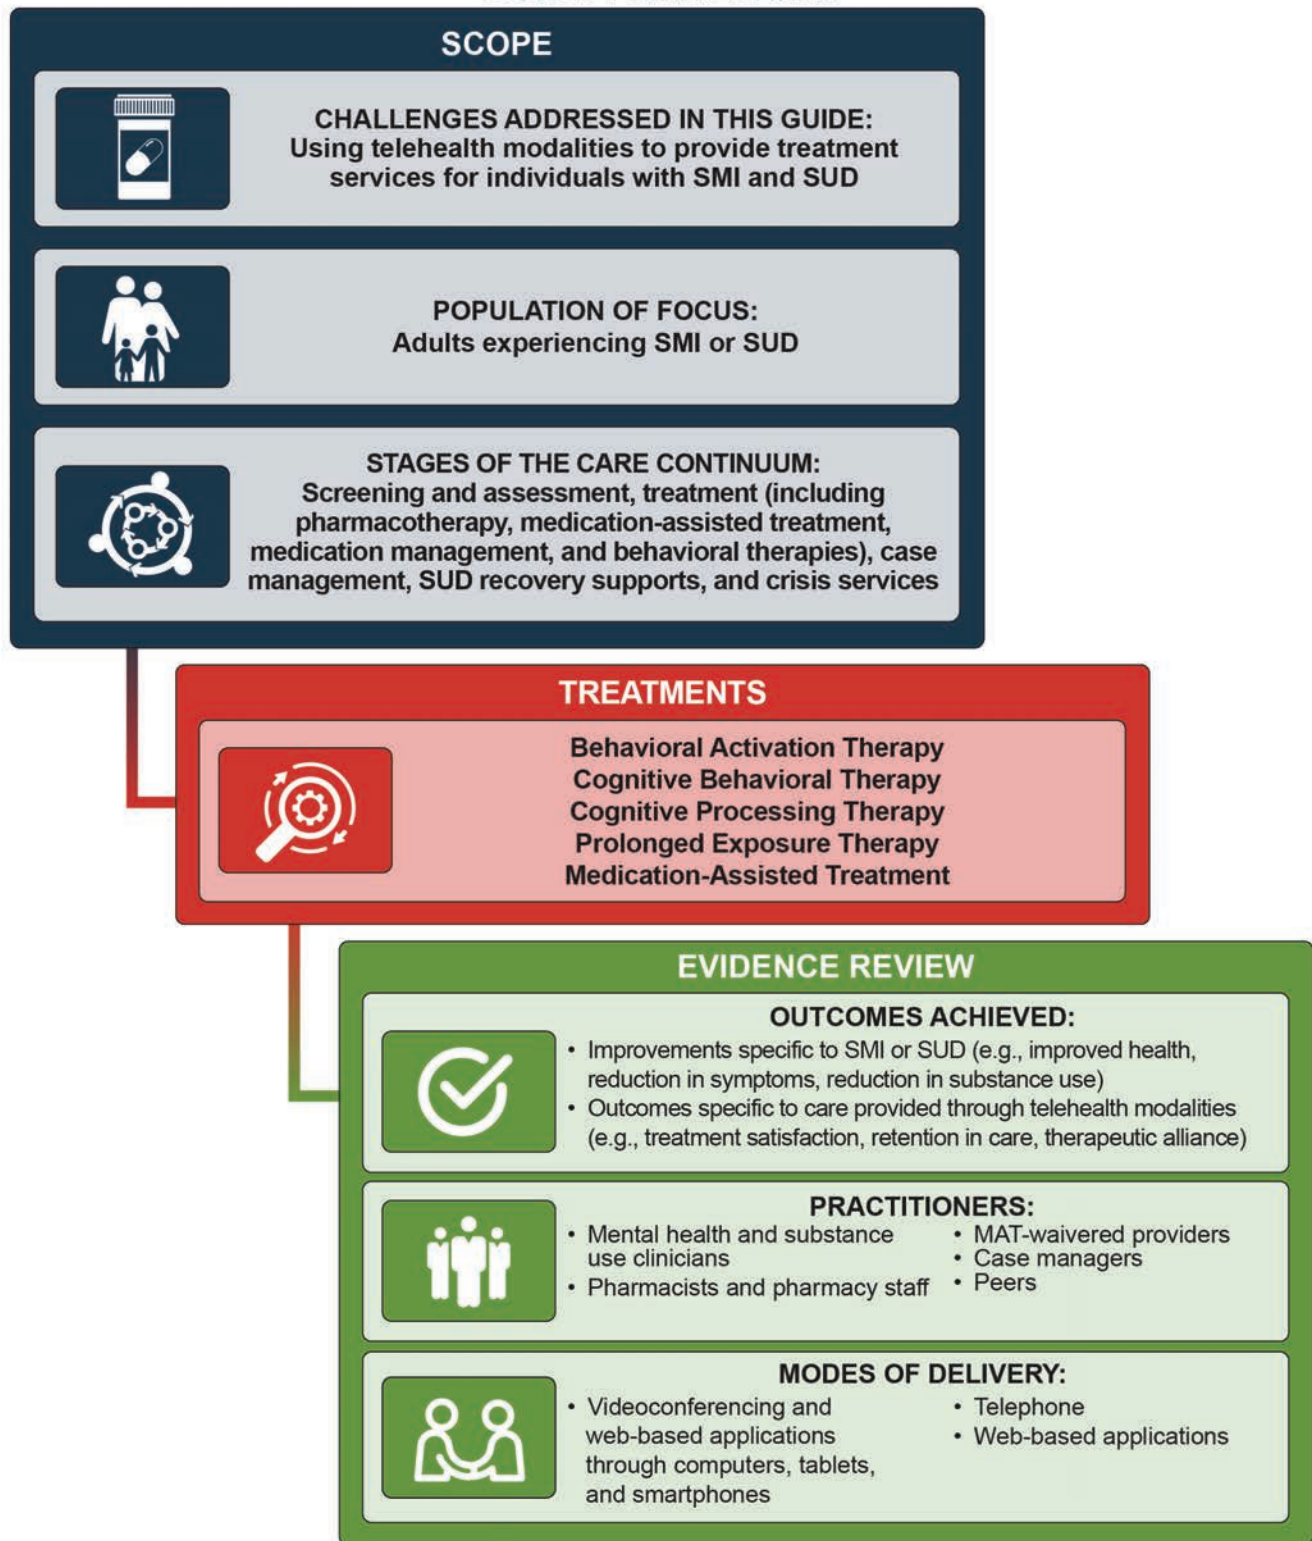 SCOPE
CHALLENGES ADDRESSED IN THIS GUIDE:
Using telehealth modalities to provide treatment
services for individuals with SMI and SUD
POPULATION OF FOCUS:
Adults experiencing SMI or SUD
STAGES OF THE CARE CONTINUUM:
Screening and assessment, treatment (including
pharmacotherapy, medication-assisted treatment,
medication management, and behavioral therapies), case
management, SUD recovery supports, and crisis services
TREATMENTS
Behavioral Activation Therapy
Cognitive Behavioral Therapy
Cognitive Processing Therapy
Prolonged Exposure Therapy
Medication-Assisted Treatment
EVIDENCE REVIEW
OUTCOMES ACHIEVED:
• Improvements specific to SMI or SUD (e.g., improved health,
reduction in symptoms, reduction in substance use)
• Outcomes specific to care provided through telehealth modalities
(e.g., treatment satisfaction, retention in care, therapeutic alliance)
PRACTITIONERS:
• Mental health and substance
use clinicians
• Pharmacists and pharmacy staff
• MAT-waivered providers
• Case managers
• Peers
MODES OF DELIVERY:
• Videoconferencing and
web-based applications
through computers, tablets,
and smartphones
• Telephone
• Web-based applications